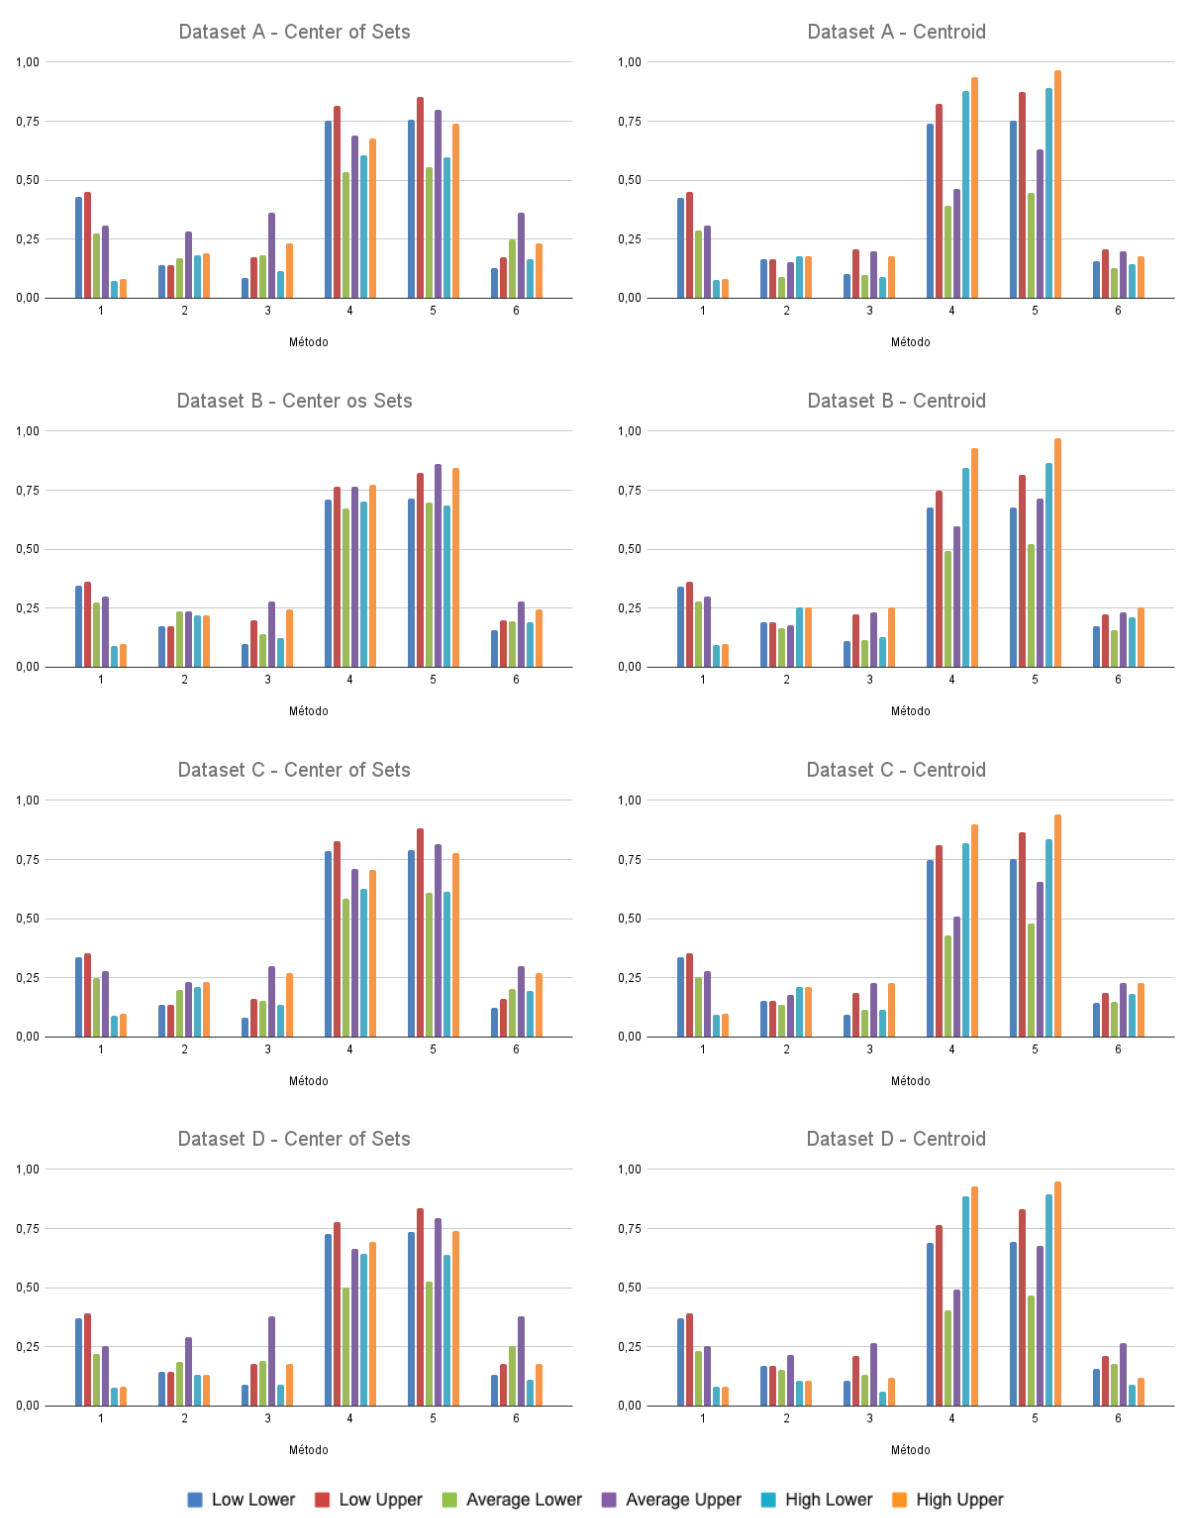 Dataset A - Center of Sets
1,00
0,75
0,50
0,25
0,00
1 2 3 4 5 6
Método
Dataset A - Centroid
1,00
0,75
0,50
0,25
0,00
1 2 3 4 5 6
Método
Dataset B - Center os Sets
1,00
0,75
0,50
0,25
0,00
1 2 3 4 5 6
Método
Dataset B - Centroid
1,00
0,75
0,50
0,25
0,00
1 2 3 4 5 6
Método
Dataset C - Center of Sets
1,00
0,75
0,50
0,25
0,00
1 2 3 4 5 6
Método
Dataset C - Centroid
1,00
0,75
0,50
0,25
0,00
1 2 3 4 5 6
Método
Dataset D - Center of Sets
1,00
0,75
0,50
0,25
0,00
1 2 3 4 5 6
Método
Dataset D - Centroid
1,00
0,75
0,50
0,25
0,00
1 2 3 4 5 6
Método
Low Lower Low Upper Average Lower Average Upper High Lower High Upper